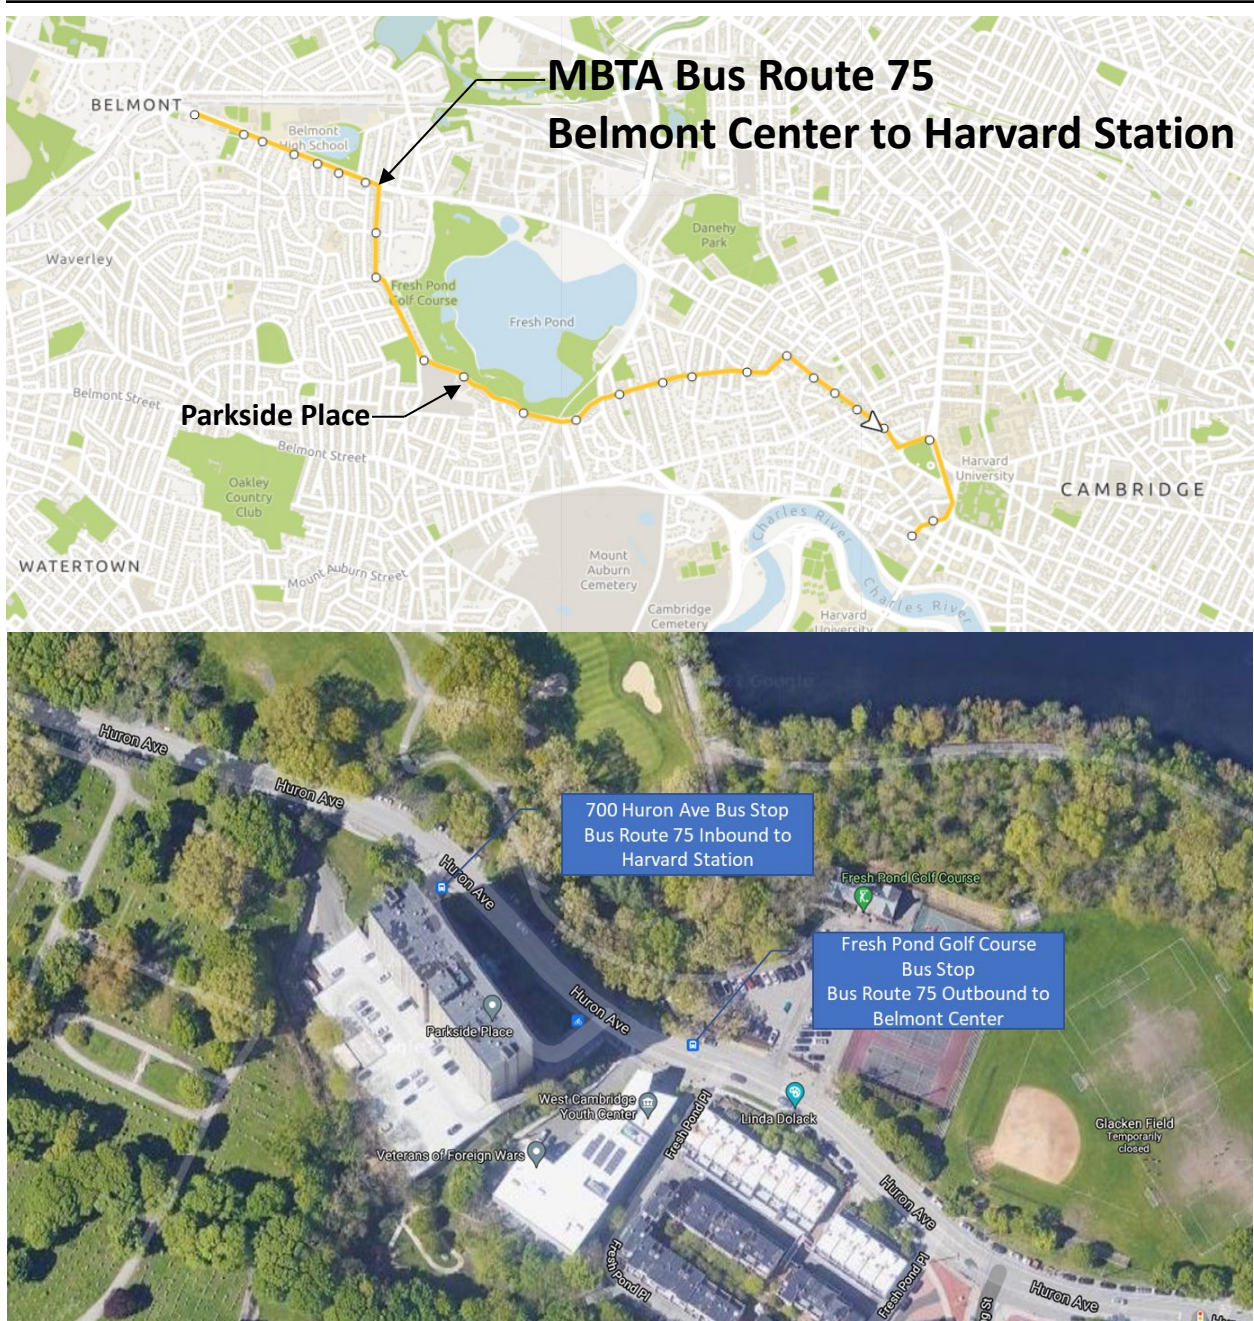 MBTA Bus Route 75
Belmont Center to Harvard Station
BELMONT
Belmont
High School
Danehy
Park
Waverley
Fresh Pond
Golf Course
Fresh Pond
Belmont Street
Parkside Place
Belmont Street
Oakley
Country
Club
Harvard
University
CAMBRIDGE
Charles River
WATERTOWN
Mount Auburn Street
Mount
Auburn
Cemetery
Cambridge
Cemetery
Harvard
University
Charles River
Google
Huron Ave
Huron Ave
700 Huron Ave Bus Stop
Bus Route 75 Inbound to
Harvard Station
Huron Ave
Fresh Pond Golf Course
Fresh Pond Golf Course
Bus Stop
Bus Route 75 Outbound to
Belmont Center
Huron Ave
Parkside Place
Google
West Cambridge
Youth Center
Fresh Pond Pl
Linda Dolack
Glacken Field
Temporarily
closed
Veterans of Foreign Wars
Huron Ave
Fresh Pond Pl
Fresh Pond Pl
Huron Ave